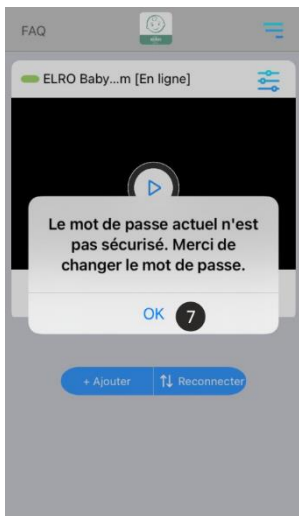 FAQ
ELRO
ELRO Baby...m [En ligne]
Le mot de passe actuel n'est
pas sécurisé. Merci de
changer le mot de passe.
OK 7
+ Ajouter Reconnecter